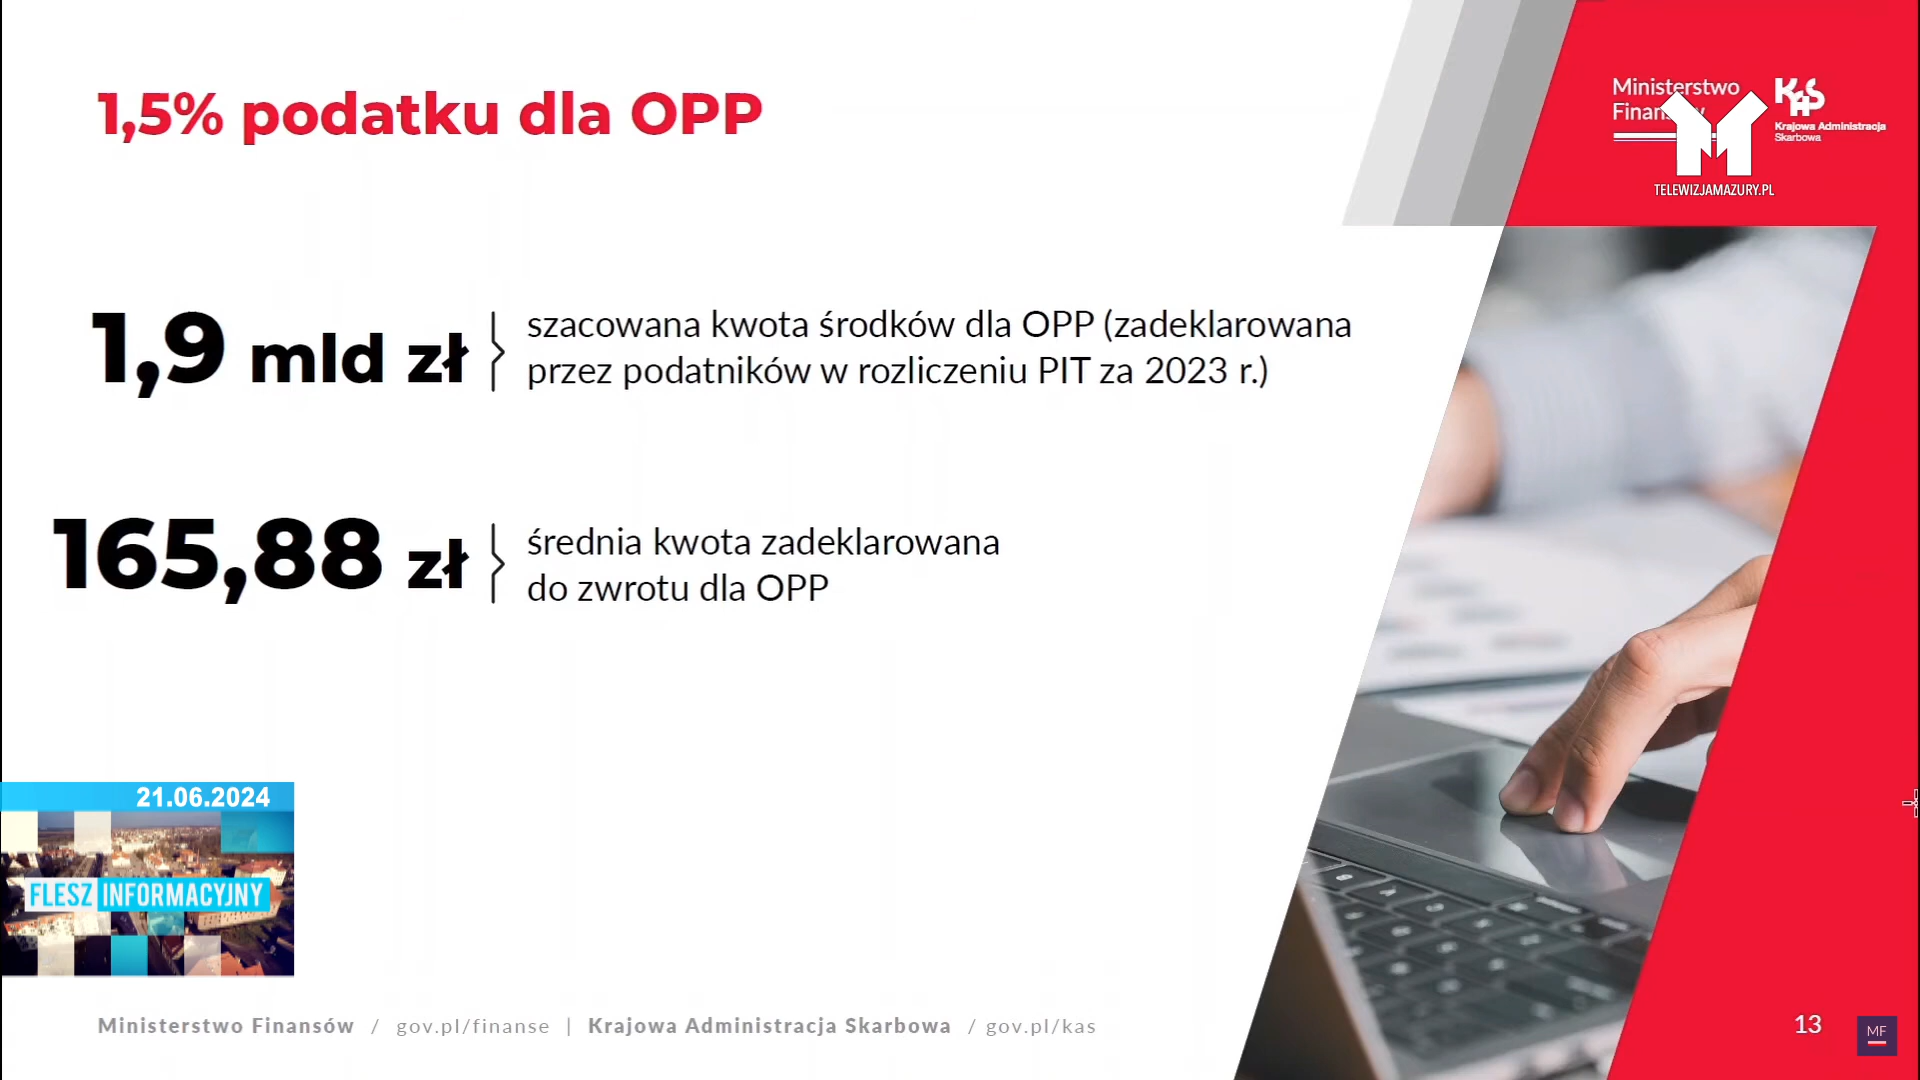 1,5% podatku dla OPP
Ministerstwo
KAS
Krajowa Administracja
Skarbowa
TELEWIZJAMAZURY.PL
1,9 mld zł
szacowana kwota środków dla OPP (zadeklarowana
przez podatników w rozliczeniu PIT za 2023 r.)
165,88 zł
średnia kwota zadeklarowana
do zwrotu dla OPP
21.06.2024
FLESZ INFORMACYJNY
Ministerstwo Finansów / gov.pl/finanse | Krajowa Administracja Skarbowa / gov.pl/kas
13
MF